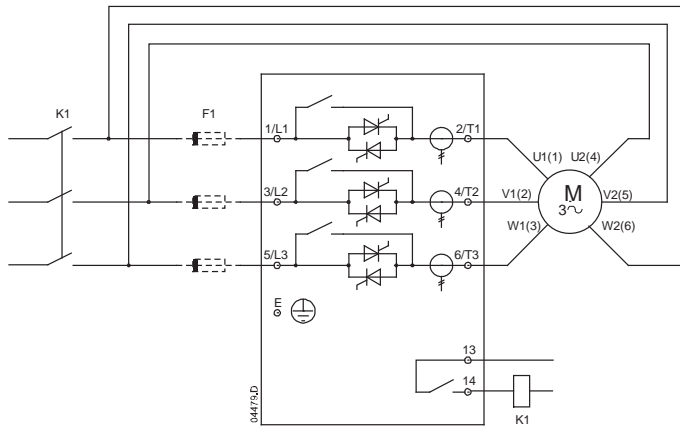 K1
F1
1/L1
2/T1
U1(1)
U2(4)
3/L2
4/T2
V1(2)
M
3~
V2(5)
W1(3)
W2(6)
5/L3
6/T3
E
13
14
K1
04479.D